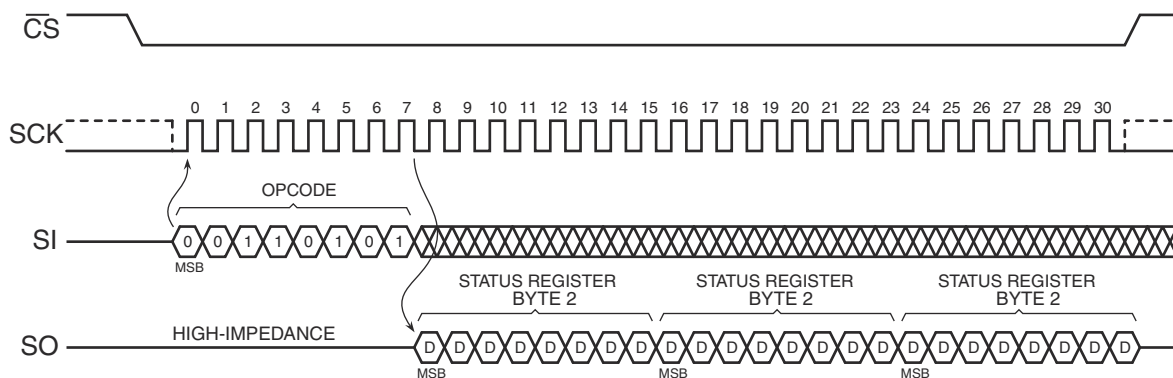 CS
0 1 2 3 4 5 6 7 8 9 10 11 12 13 14 15 16 17 18 19 20 21 22 23 24 25 26 27 28 29 30
SCK
OPCODE
SI 0 0 1 1 0 1 0 1
MSB
STATUS REGISTER BYTE 2
STATUS REGISTER BYTE 2
STATUS REGISTER BYTE 2
HIGH-IMPEDANCE
SO D D D D D D D D D D D D D D D D D D D D D D D D
MSB MSB MSB